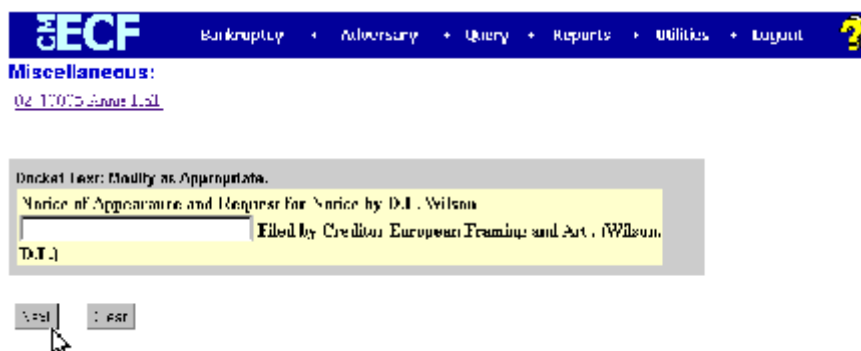 CM ECF Bankruptcy • Adversary • Query • Reports • Utilities • Logout ?
Miscellaneous:
Docket Text: Modify as Appropriate.
Notice of Appearance and Request for Notice by D.L. Wilson
Filed by Creditor European Framing and Art . (Wilson,
D.L.)
Next Clear